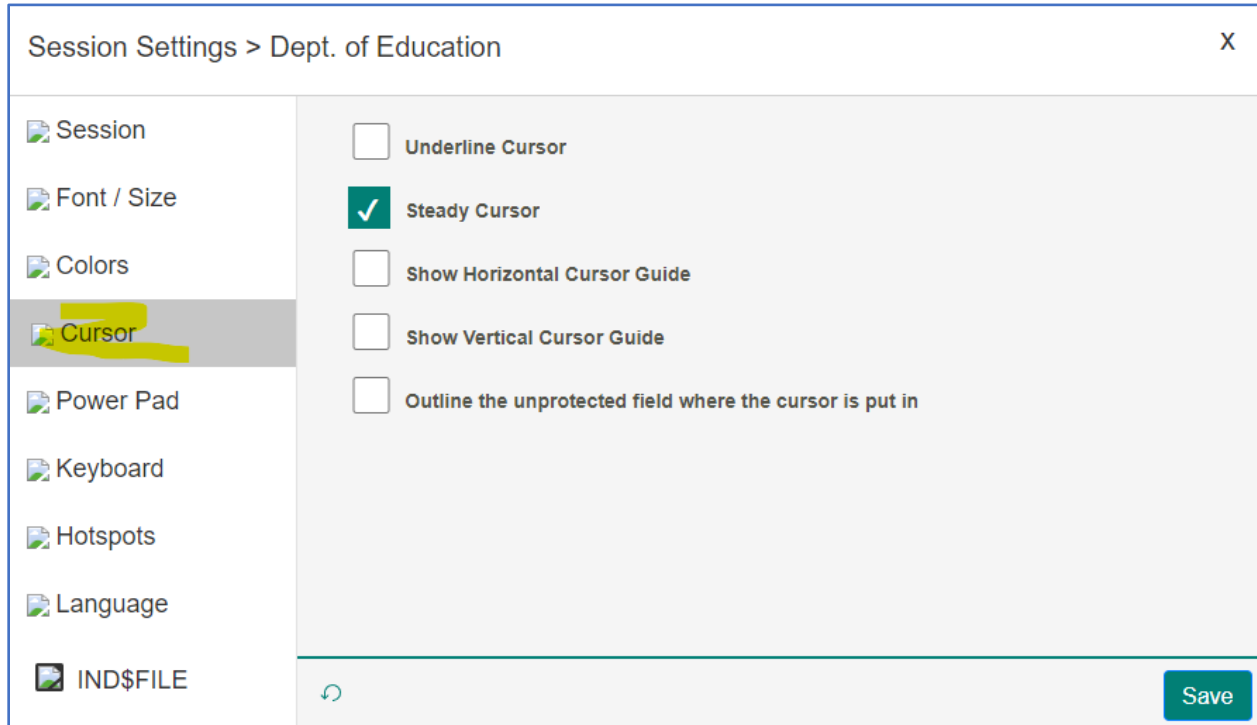 Session Settings > Dept. of Education
X
Session
Font / Size
Colors
Cursor
Power Pad
Keyboard
Hotspots
Language
IND$FILE
Underline Cursor
Steady Cursor
Show Horizontal Cursor Guide
Show Vertical Cursor Guide
Outline the unprotected field where the cursor is put in
Save